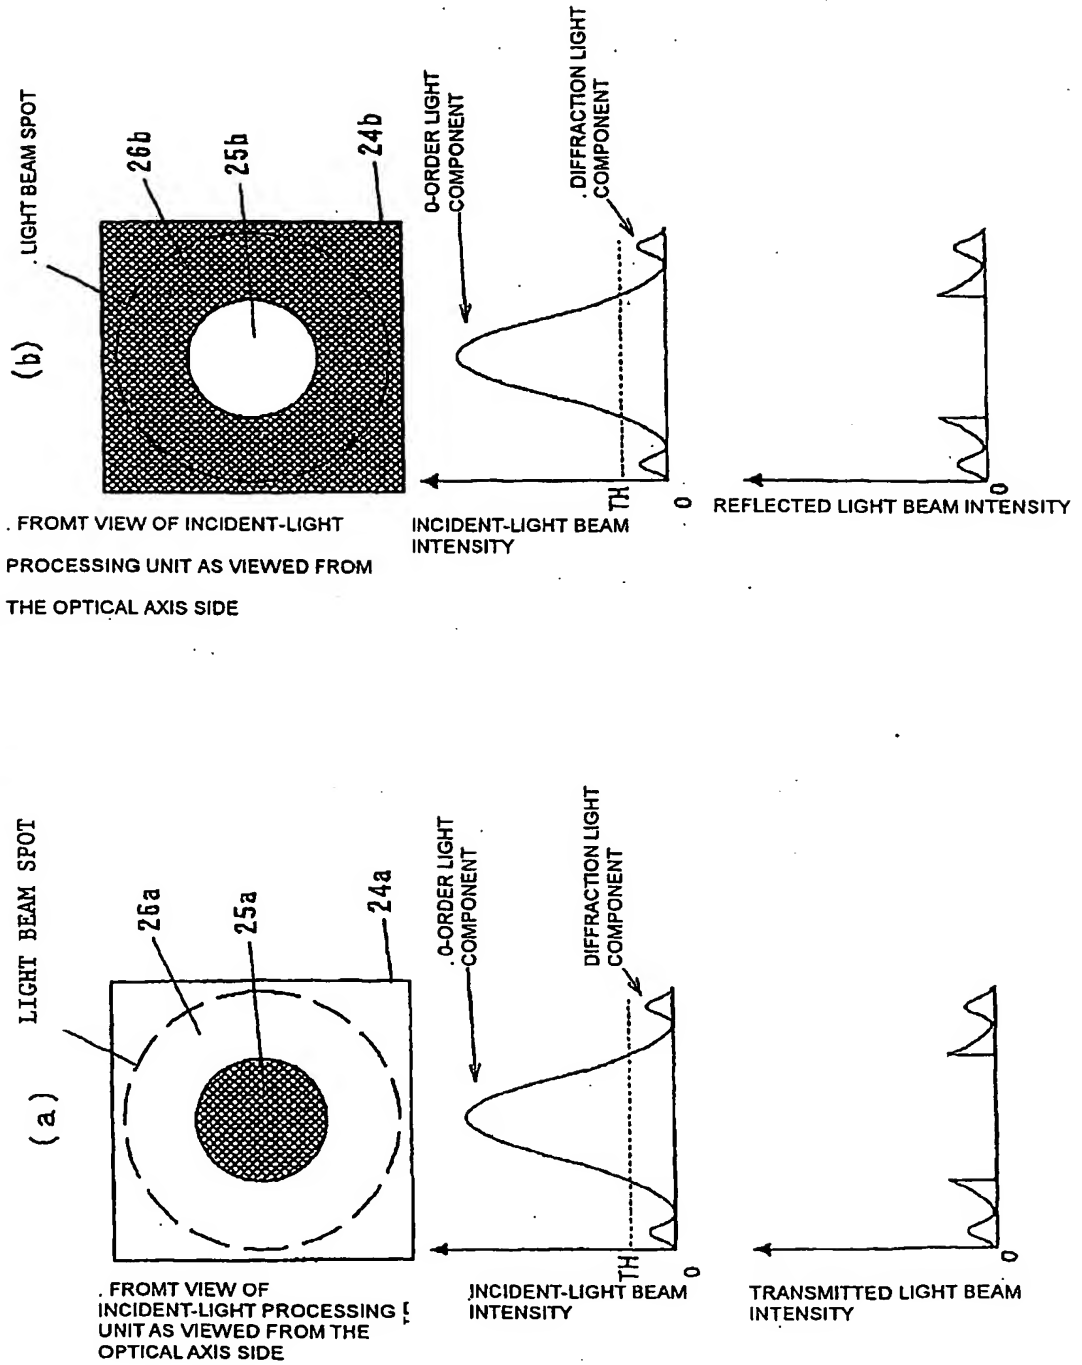 (b)
. LIGHT BEAM SPOT
26b
25b
24b
. FROMT VIEW OF INCIDENT-LIGHT
PROCESSING UNIT AS VIEWED FROM
THE OPTICAL AXIS SIDE
0-ORDER LIGHT
COMPONENT
. DIFFRACTION LIGHT
COMPONENT
TH
0
INCIDENT-LIGHT BEAM
INTENSITY
0
REFLECTED LIGHT BEAM INTENSITY
(a)
LIGHT BEAM SPOT
26a
25a
24a
. FROMT VIEW OF
INCIDENT-LIGHT PROCESSING
UNIT AS VIEWED FROM THE
OPTICAL AXIS SIDE
.0-ORDER LIGHT
COMPONENT
DIFFRACTION LIGHT
COMPONENT
TH
0
INCIDENT-LIGHT BEAM
INTENSITY
0
TRANSMITTED LIGHT BEAM
INTENSITY